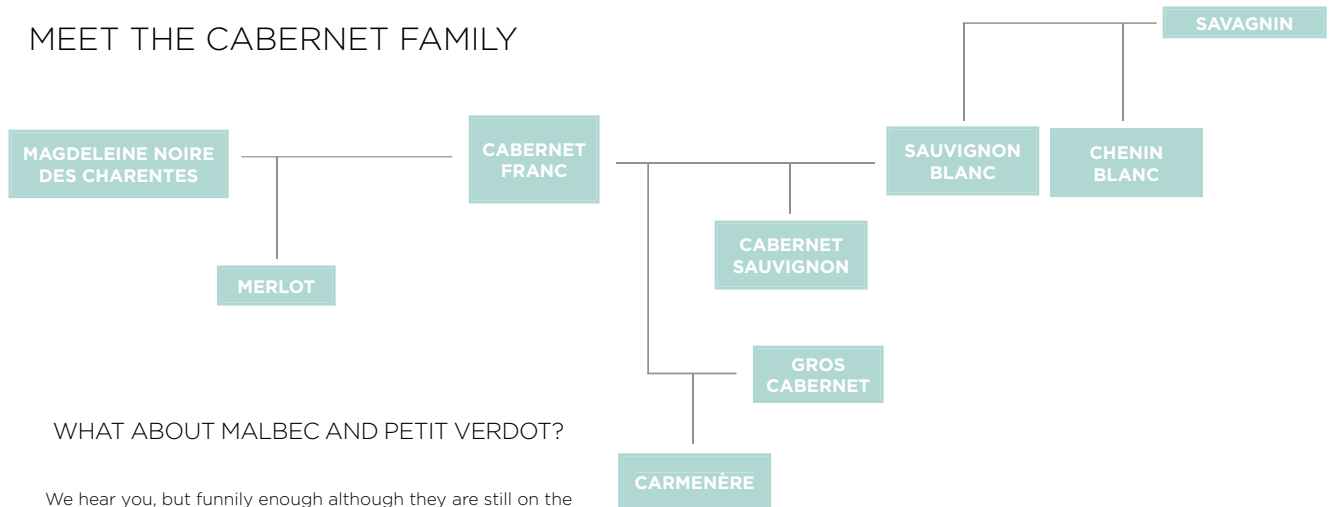 MEET THE CABERNET FAMILY
SAVAGNIN
MAGDELEINE NOIRE
DES CHARENTES
CABERNET
FRANC
SAUVIGNON
BLANC
CHENIN
BLANC
CABERNET
SAUVIGNON
MERLOT
GROS
CABERNET
WHAT ABOUT MALBEC AND PETIT VERDOT?
CARMENÈRE
We hear you, but funnily enough although they are still on the